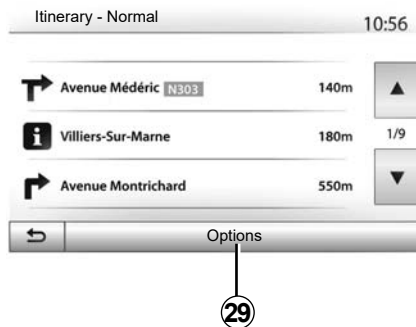 Itinerary - Normal
10:56
Avenue Médéric N303 140m
Villiers-Sur-Marne 180m
1/9
Avenue Montrichard 550m
Options
29